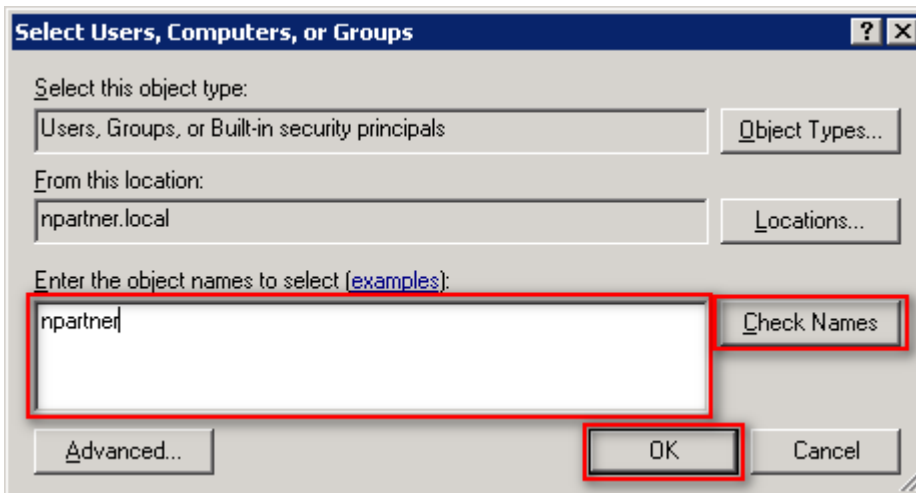 Select Users, Computers, or Groups
Select this object type:
Users, Groups, or Built-in security principals
Object Types...
From this location:
npartner.local
Locations...
Enter the object names to select (examples):
npartner
Check Names
Advanced...
OK
Cancel